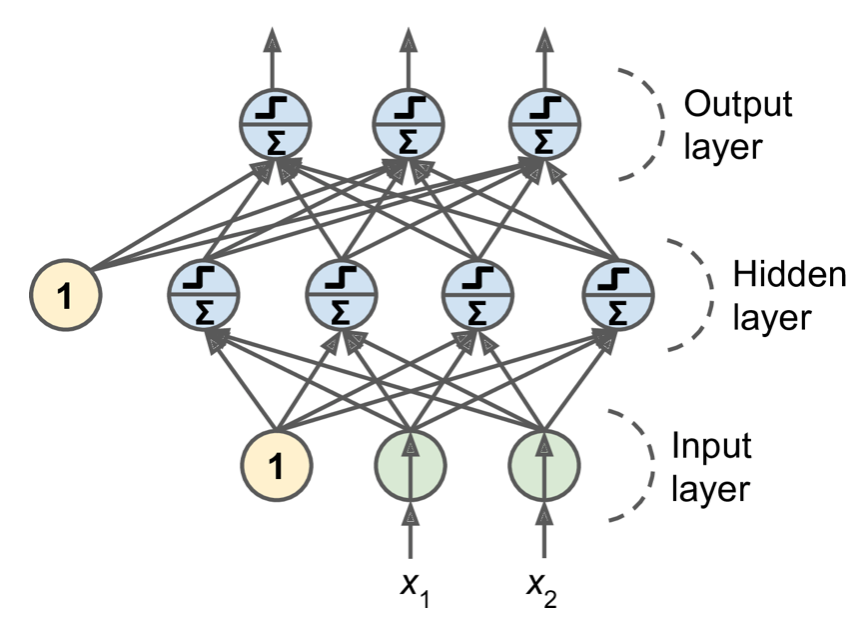 Σ Σ Σ
Output
layer
1 Σ Σ Σ Σ
Hidden
layer
1
Input
layer
x₁ x₂